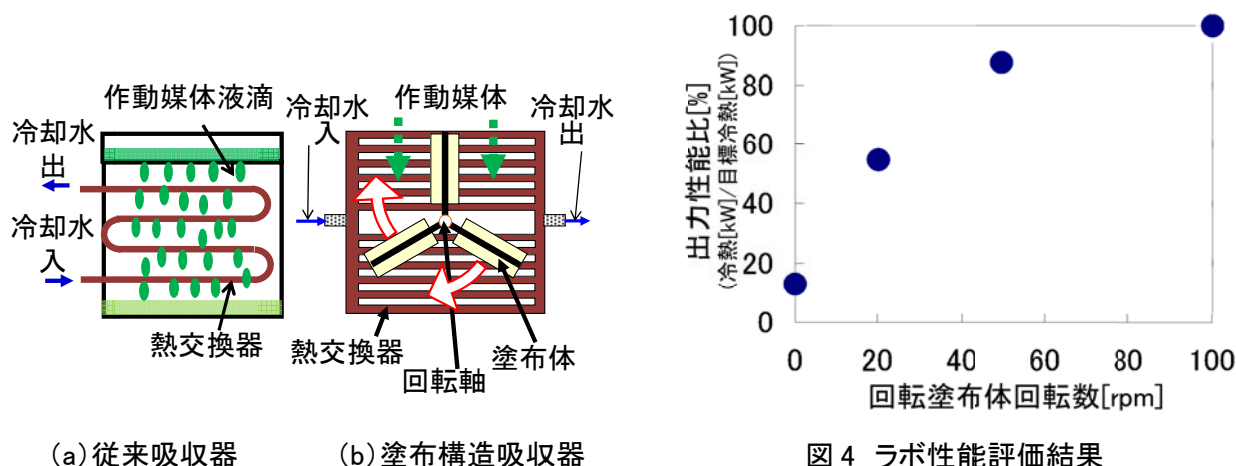 作動媒体液滴
冷却水
出
冷却水
入
熱交換器
(a)従来吸収器
冷却水
入
作動媒体
冷却水
出
熱交換器
回転軸
塗布体
(b)塗布構造吸収器
出力性能比[%]
(冷熱[kW]/目標冷熱[kW])
100
80
60
40
20
0
0 20 40 60 80 100
回転塗布体回転数[rpm]
図4 ラボ性能評価結果